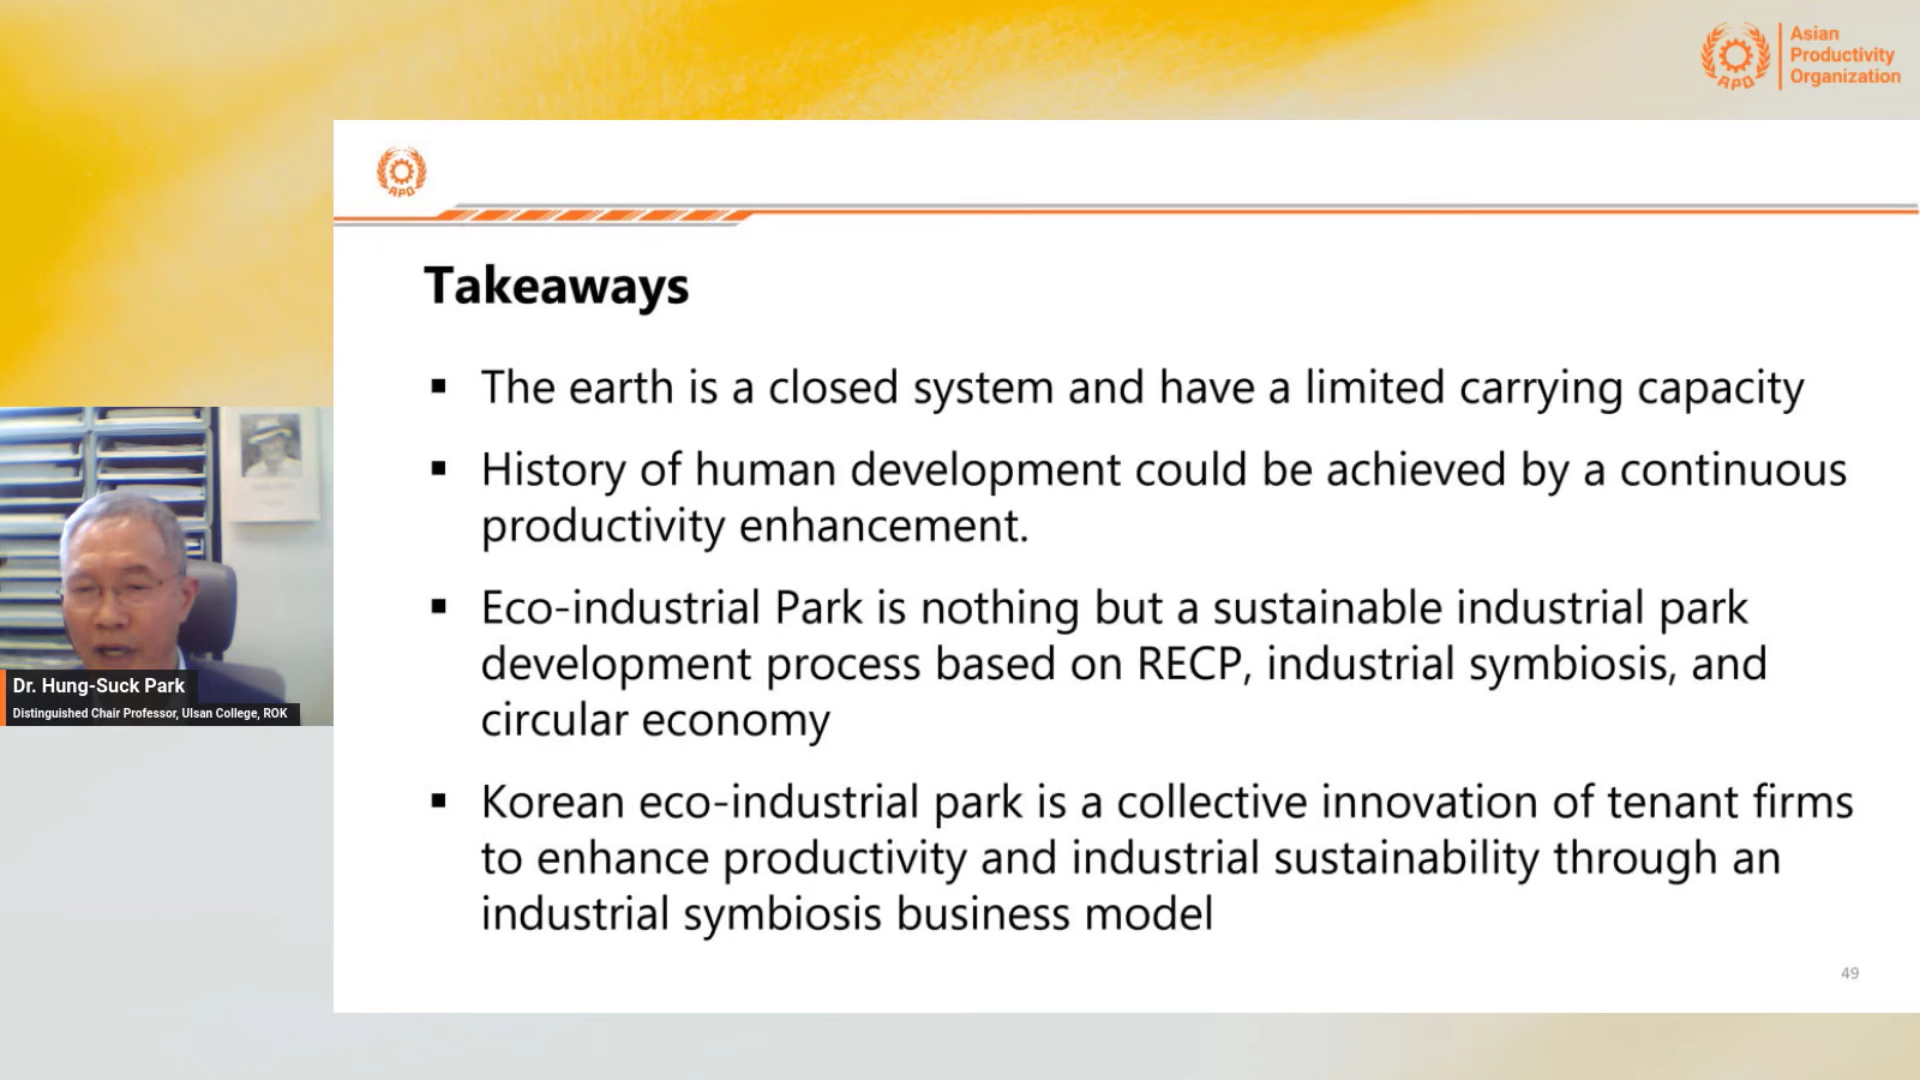 Asian
Productivity
Organization
APO
APO
Takeaways
▪ The earth is a closed system and have a limited carrying capacity
▪ History of human development could be achieved by a continuous
productivity enhancement.
▪ Eco-industrial Park is nothing but a sustainable industrial park
development process based on RECP, industrial symbiosis, and
circular economy
▪ Korean eco-industrial park is a collective innovation of tenant firms
to enhance productivity and industrial sustainability through an
industrial symbiosis business model
49
Dr. Hung-Suck Park
Distinguished Chair Professor, Ulsan College, ROK